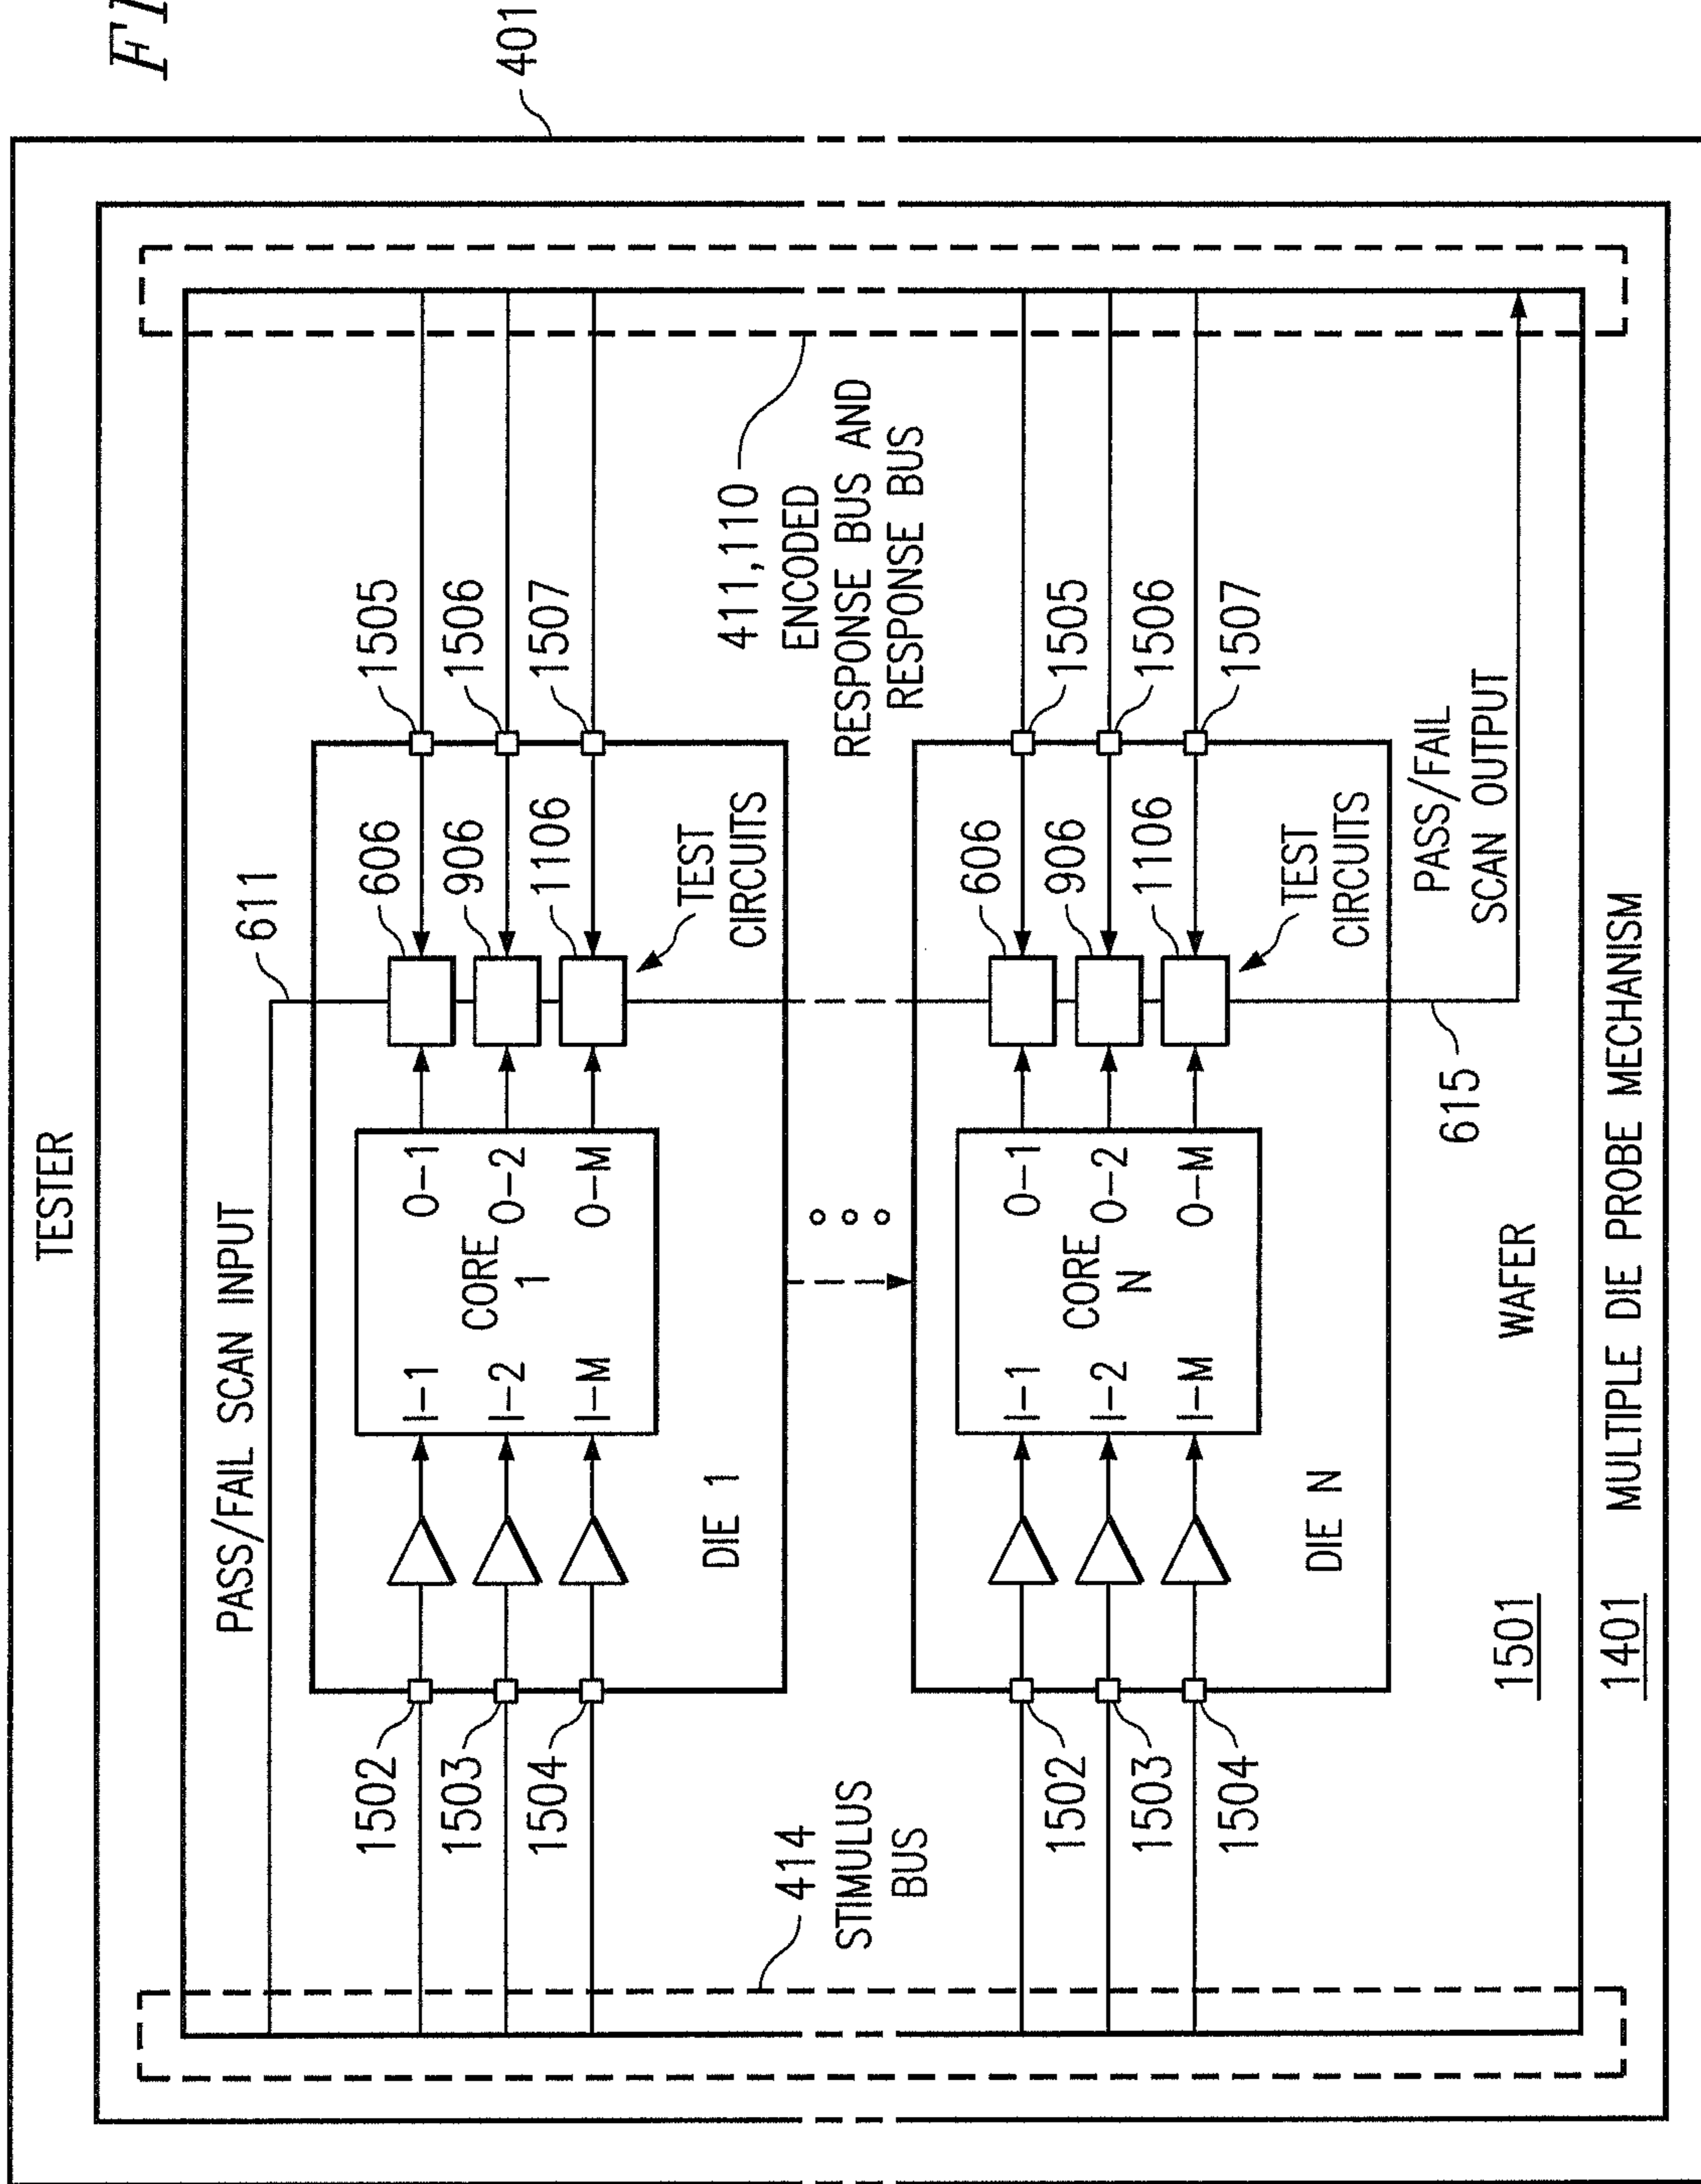 FI
TESTER
401
PASS/FAIL SCAN INPUT
611
1502
1503
1504
I-1
I-2
I-M
CORE
1
O-1
O-2
O-M
606
906
1106
TEST
CIRCUITS
1505
1506
1507
DIE 1
414
STIMULUS
BUS
411,110
ENCODED
RESPONSE BUS AND
RESPONSE BUS
1502
1503
1504
I-1
I-2
I-M
CORE
N
O-1
O-2
O-M
606
906
1106
TEST
CIRCUITS
1505
1506
1507
DIE N
615
PASS/FAIL
SCAN OUTPUT
1501
WAFER
1401
MULTIPLE DIE PROBE MECHANISM